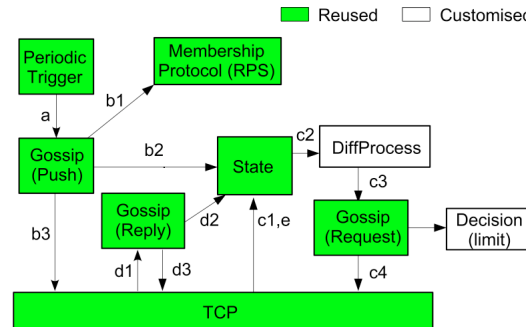 Reused
Customised
Periodic
Trigger
Membership
Protocol (RPS)
a
b1
c2
Gossip
(Push)
b2
State
DiffProcess
c3
Gossip
(Reply)
d2
c1,e
Gossip
(Request)
Decision
(limit)
b3
d1
d3
c4
TCP